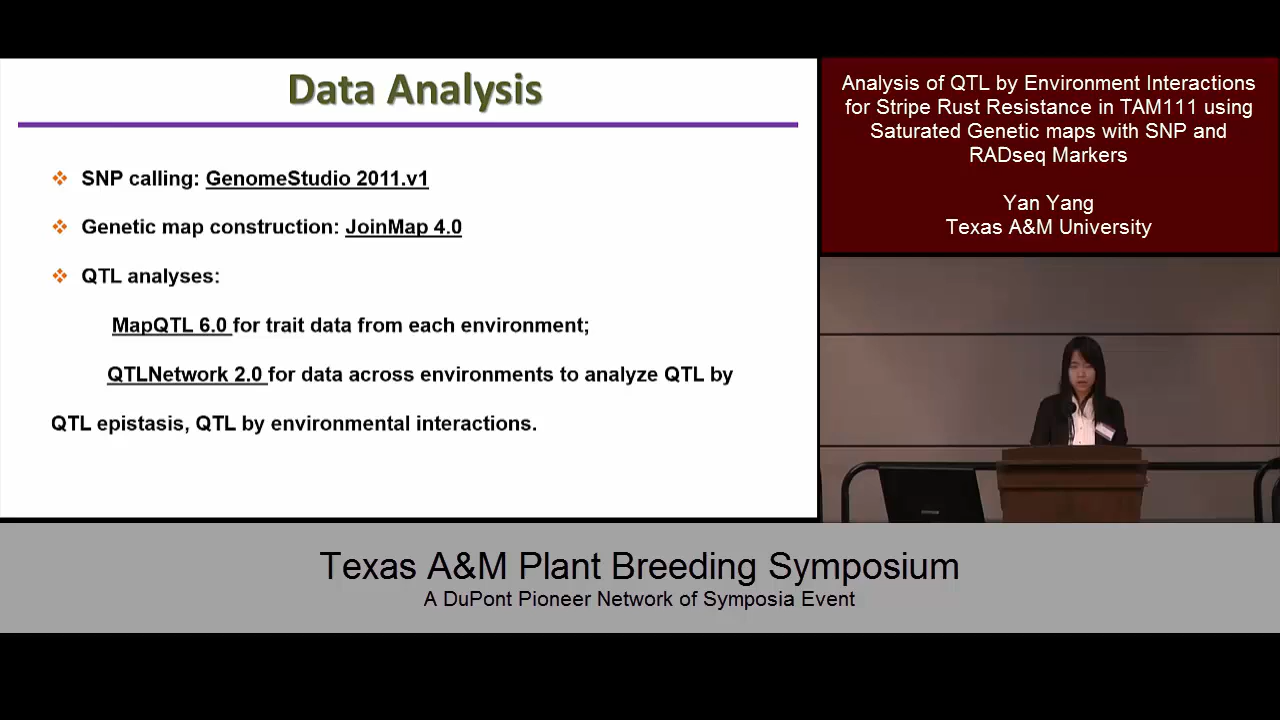 Data Analysis
SNP calling: GenomeStudio 2011.v1
Genetic map construction: JoinMap 4.0
QTL analyses:
MapQTL 6.0 for trait data from each environment;
QTLNetwork 2.0 for data across environments to analyze QTL by
QTL epistasis, QTL by environmental interactions.
Analysis of QTL by Environment Interactions
for Stripe Rust Resistance in TAM111 using
Saturated Genetic maps with SNP and
RADseq Markers
Yan Yang
Texas A&M University
Texas A&M Plant Breeding Symposium
A DuPont Pioneer Network of Symposia Event